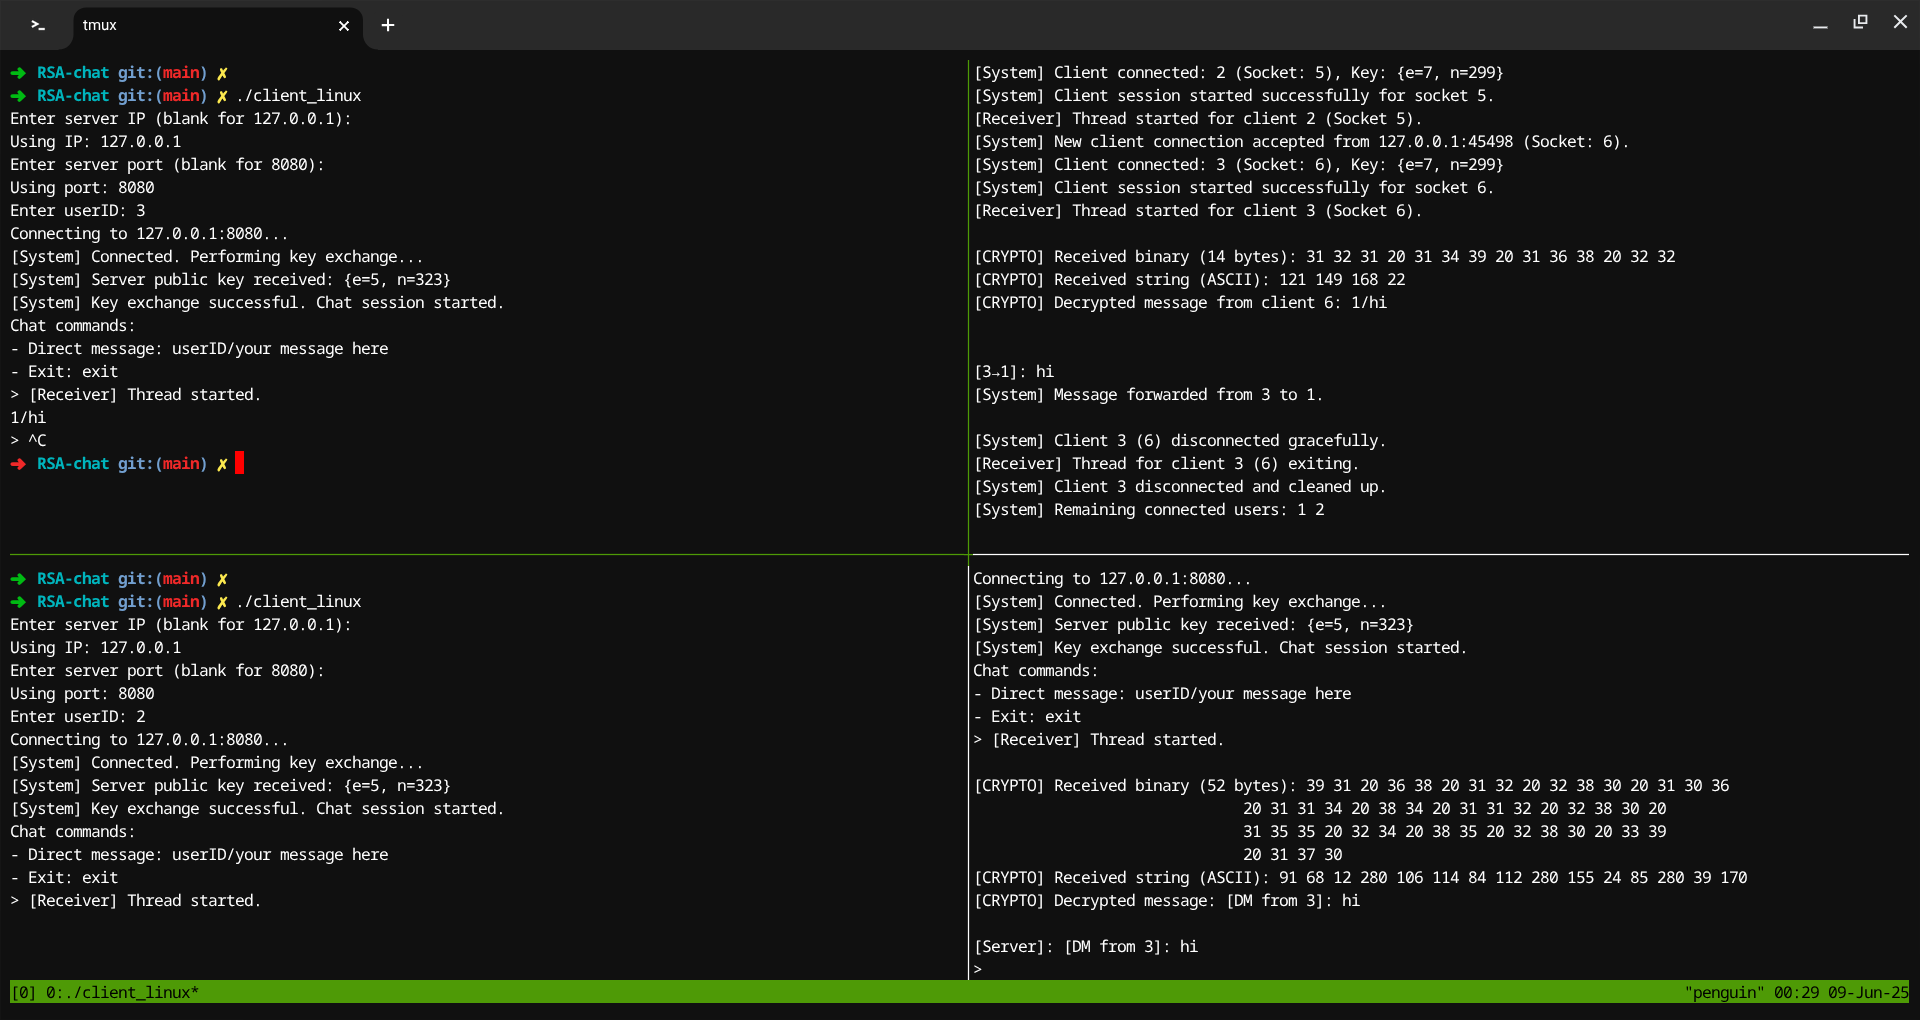 >_ tmux × +
➜ RSA-chat git:(main) ✗
➜ RSA-chat git:(main) ✗ ./client_linux
Enter server IP (blank for 127.0.0.1):
Using IP: 127.0.0.1
Enter server port (blank for 8080):
Using port: 8080
Enter userID: 3
Connecting to 127.0.0.1:8080...
[System] Connected. Performing key exchange...
[System] Server public key received: {e=5, n=323}
[System] Key exchange successful. Chat session started.
Chat commands:
- Direct message: userID/your message here
- Exit: exit
> [Receiver] Thread started.
1/hi
> ^C
➜ RSA-chat git:(main) ✗
[System] Client connected: 2 (Socket: 5), Key: {e=7, n=299}
[System] Client session started successfully for socket 5.
[Receiver] Thread started for client 2 (Socket 5).
[System] New client connection accepted from 127.0.0.1:45498 (Socket: 6).
[System] Client connected: 3 (Socket: 6), Key: {e=7, n=299}
[System] Client session started successfully for socket 6.
[Receiver] Thread started for client 3 (Socket 6).
[CRYPTO] Received binary (14 bytes): 31 32 31 20 31 34 39 20 31 36 38 20 32 32
[CRYPTO] Received string (ASCII): 121 149 168 22
[CRYPTO] Decrypted message from client 6: 1/hi
[3→1]: hi
[System] Message forwarded from 3 to 1.
[System] Client 3 (6) disconnected gracefully.
[Receiver] Thread for client 3 (6) exiting.
[System] Client 3 disconnected and cleaned up.
[System] Remaining connected users: 1 2
➜ RSA-chat git:(main) ✗
➜ RSA-chat git:(main) ✗ ./client_linux
Enter server IP (blank for 127.0.0.1):
Using IP: 127.0.0.1
Enter server port (blank for 8080):
Using port: 8080
Enter userID: 2
Connecting to 127.0.0.1:8080...
[System] Connected. Performing key exchange...
[System] Server public key received: {e=5, n=323}
[System] Key exchange successful. Chat session started.
Chat commands:
- Direct message: userID/your message here
- Exit: exit
> [Receiver] Thread started.
Connecting to 127.0.0.1:8080...
[System] Connected. Performing key exchange...
[System] Server public key received: {e=5, n=323}
[System] Key exchange successful. Chat session started.
Chat commands:
- Direct message: userID/your message here
- Exit: exit
> [Receiver] Thread started.
[CRYPTO] Received binary (52 bytes): 39 31 20 36 38 20 31 32 20 32 38 30 20 31 30 36
20 31 31 34 20 38 34 20 31 31 32 20 32 38 30 20
31 35 35 20 32 34 20 38 35 20 32 38 30 20 33 39
20 31 37 30
[CRYPTO] Received string (ASCII): 91 68 12 280 106 114 84 112 280 155 24 85 280 39 170
[CRYPTO] Decrypted message: [DM from 3]: hi
[Server]: [DM from 3]: hi
>
[0] 0:./client_linux* "penguin" 00:29 09-Jun-25